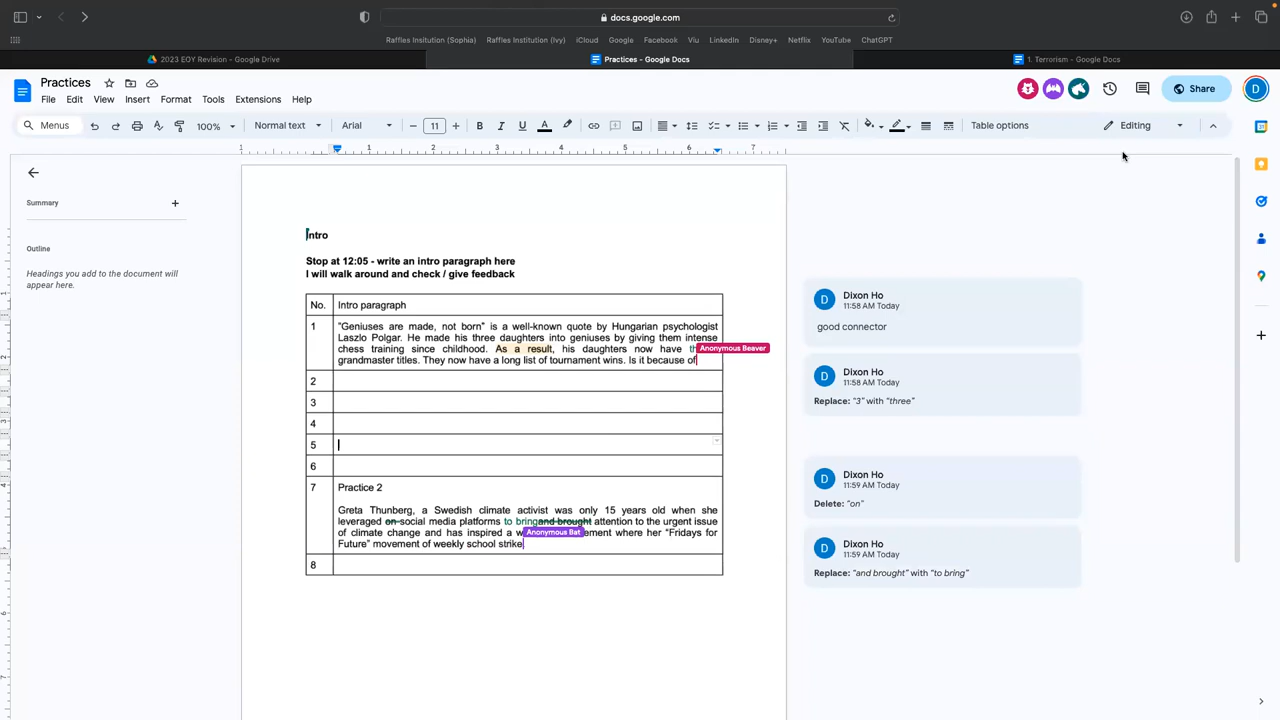 docs.google.com
Raffles Insitution (Sophia)
Raffles Institution (Ivy)
iCloud
Google
Facebook
Viu
LinkedIn
Disney+
Netflix
YouTube
ChatGPT
2023 EOY Revision - Google Drive
Practices - Google Docs
1. Terrorism - Google Docs
Practices
File Edit View Insert Format Tools Extensions Help
D
Share
Menus
100%
Normal text
Arial
11
Table options
Editing
1 1 2 3 4 5 6 7
Summary
Outline
Headings you add to the document will
appear here.
Intro
Stop at 12:05 - write an intro paragraph here
I will walk around and check / give feedback
No. Intro paragraph
1 "Geniuses are made, not born" is a well-known quote by Hungarian psychologist
Laszlo Polgar. He made his three daughters into geniuses by giving them intense
chess training since childhood. As a result, his daughters now have th
Anonymous Beaver
grandmaster titles. They now have a long list of tournament wins. Is it because of
2
3
4
5
6
7 Practice 2
Greta Thunberg, a Swedish climate activist was only 15 years old when she
leveraged on social media platforms to bringand brought attention to the urgent issue
of climate change and has inspired a w Anonymous Bat ement where her "Fridays for
Future" movement of weekly school strike
8
D Dixon Ho
11:58 AM Today
good connector
D Dixon Ho
11:58 AM Today
Replace: "3" with "three"
D Dixon Ho
11:59 AM Today
Delete: "on"
D Dixon Ho
11:59 AM Today
Replace: "and brought" with "to bring"